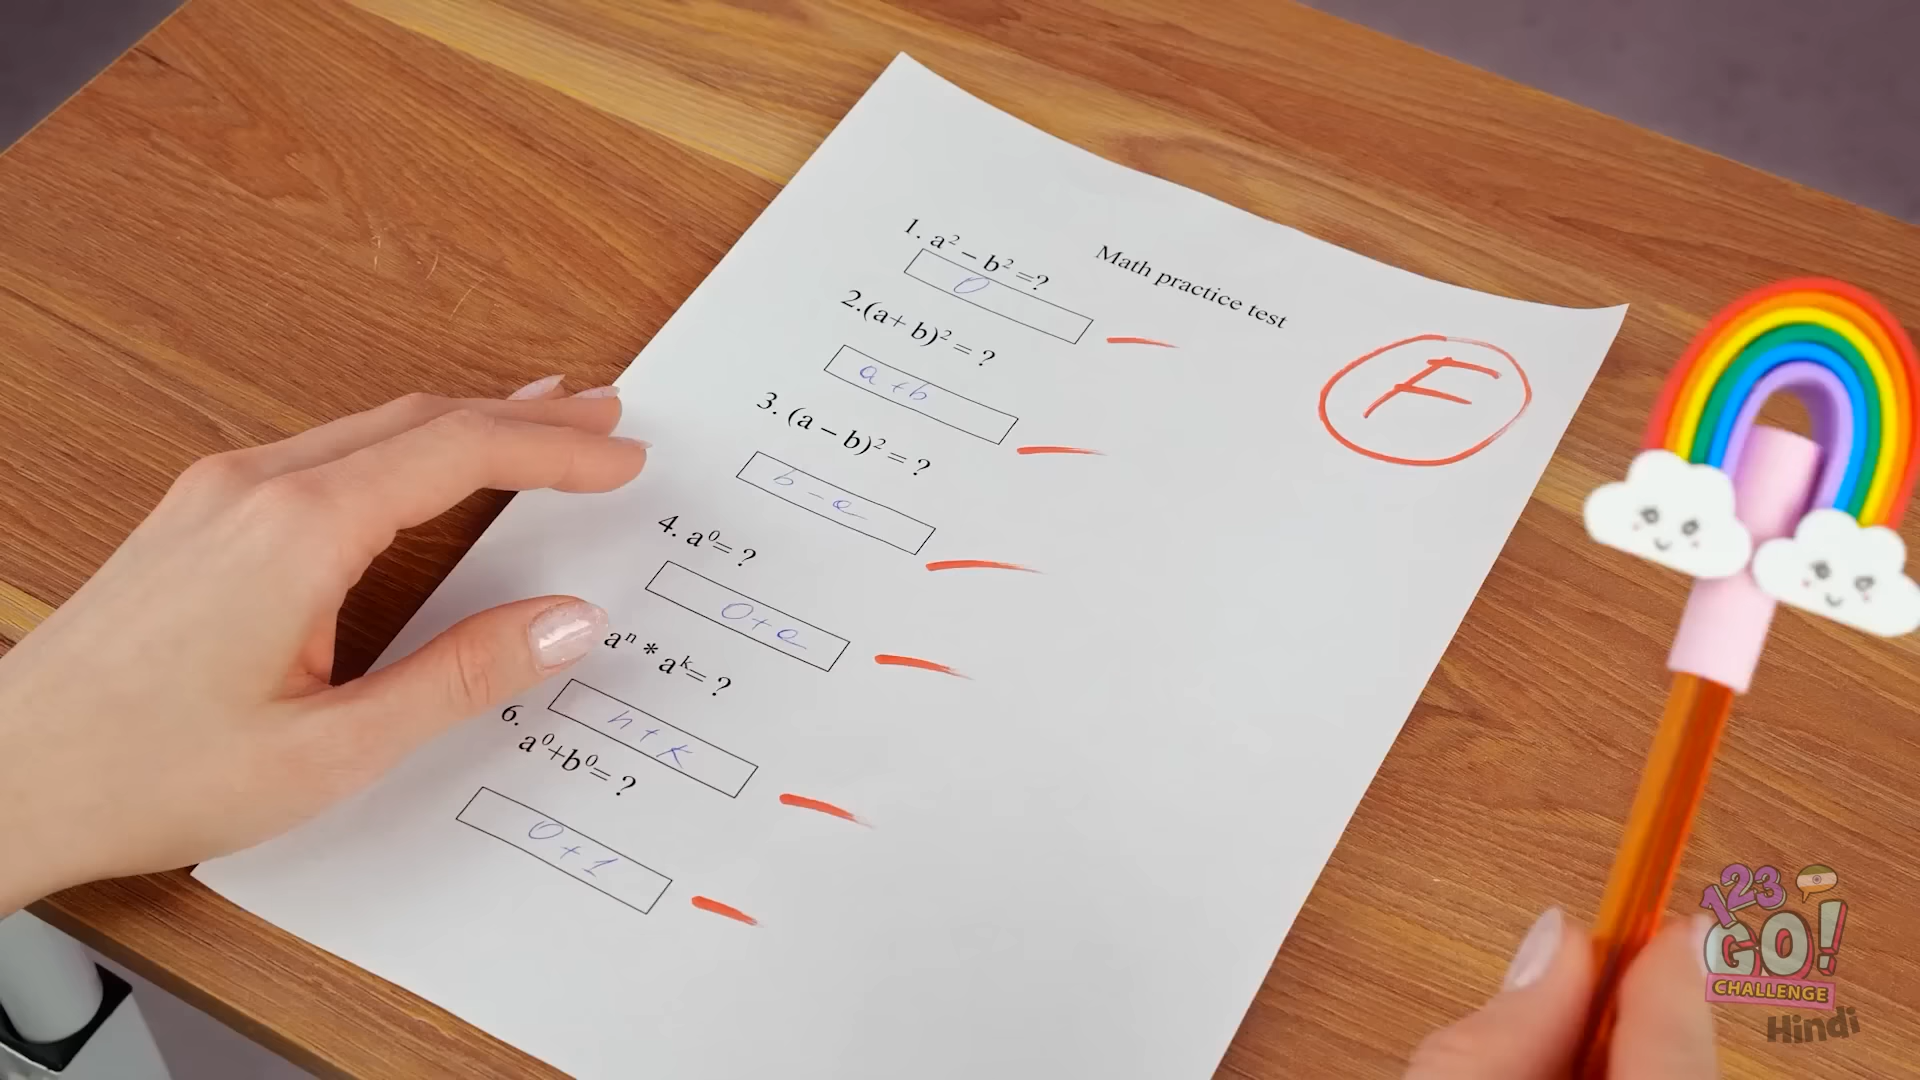 Math practice test
F
1. a² − b² =?
0
2.(a+ b)² = ?
a + b
3. (a − b)² = ?
b - a
4. a⁰= ?
0 + a
aⁿ * aᵏ= ?
n + k
6.
a⁰+b⁰= ?
0 + 1
123
GO!
CHALLENGE
Hindi